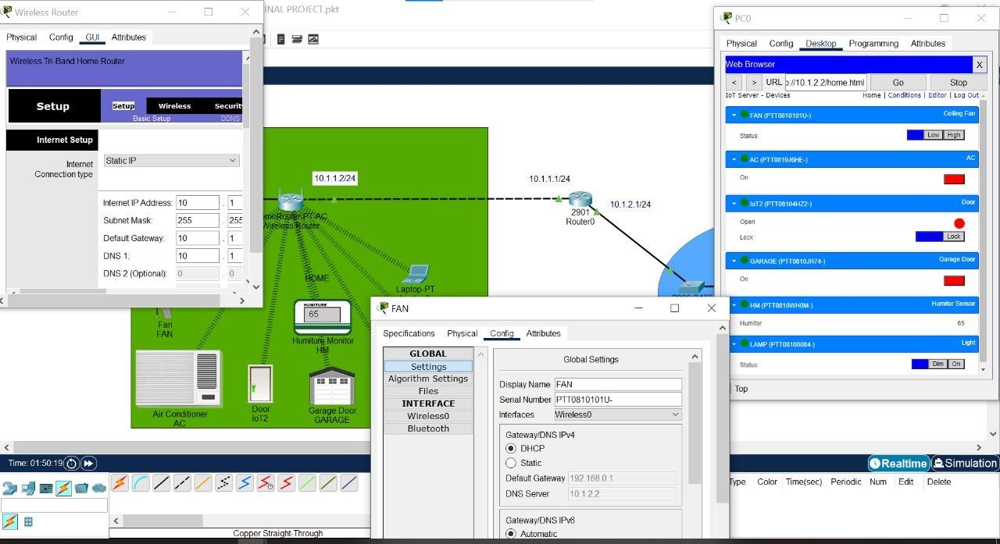 INAL PROJECT.pkt
Wireless Router
Physical Config GUI Attributes
Wireless Tri-Band Home Router
Setup
Setup Wireless Securit
Basic Setup DDNS
Internet Setup
Internet
Connection type
Static IP
Internet IP Address: 10 . 1
Subnet Mask: 255 . 255
Default Gateway: 10 . 1
DNS 1: 10 . 1
DNS 2 (Optional): 0 . 0
10.1.1.2/24
10.1.1.1/24
10.1.2.1/24
2901
Router0
meRouter-PT-AC
Wireless Router
HOME
Laptop-PT
Fan
FAN
HUMITURE
65
Humiture Monitor
HM
Air Conditioner
AC
Door
IoT2
Garage Door
GARAGE
PC0
Physical Config Desktop Programming Attributes
Web Browser X
< > URL p://10.1.2.2/home.html Go Stop
IoT Server - Devices Home | Conditions | Editor | Log Out
FAN (PTT0810101U-) Ceiling Fan
Status Low High
AC (PTT0810J6HE-) AC
On
IoT2 (PTT08104HZ2-) Door
Open
Lock Lock
GARAGE (PTT0810JR74-) Garage Door
On
HM (PTT0810WH0M-) Humitor Sensor
Humitor 65
LAMP (PTT08100084-) Light
Status Dim On
Top
FAN
Specifications Physical Config Attributes
GLOBAL
Settings
Algorithm Settings
Files
INTERFACE
Wireless0
Bluetooth
Global Settings
Display Name FAN
Serial Number PTT0810101U-
Interfaces Wireless0
Gateway/DNS IPv4
DHCP
Static
Default Gateway 192.168.0.1
DNS Server 10.1.2.2
Gateway/DNS IPv6
Automatic
Time: 01:50:19
Realtime Simulation
Type Color Time(sec) Periodic Num Edit Delete
Copper Straight-Through